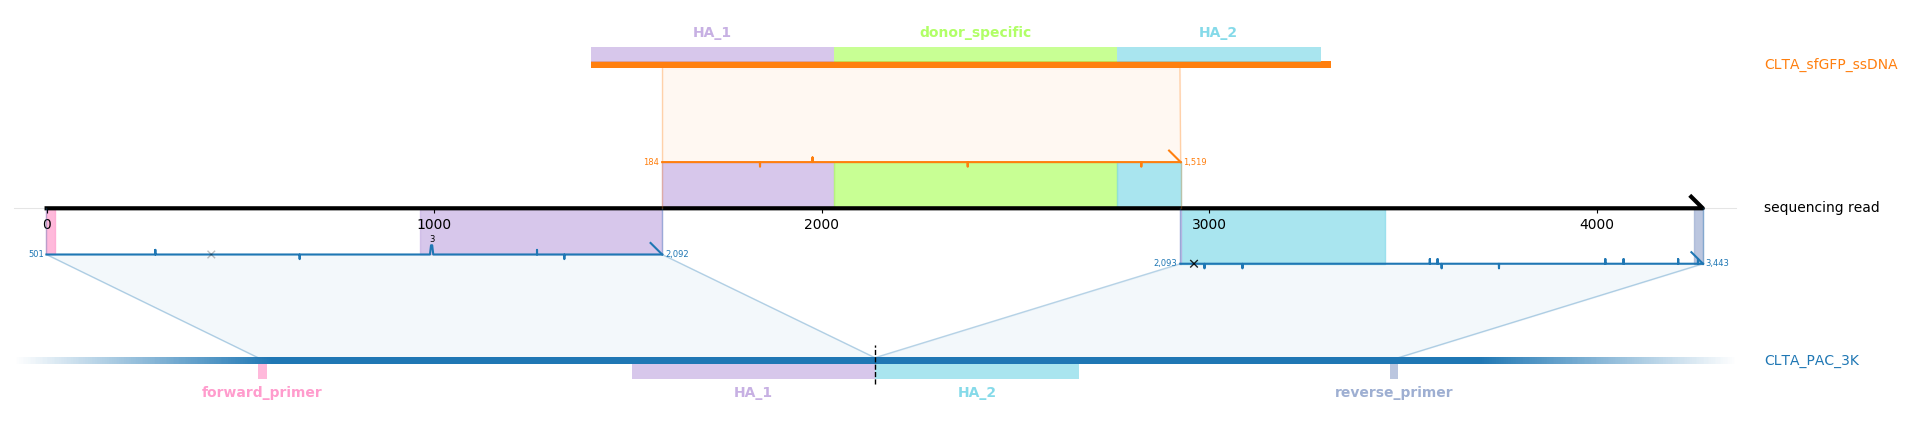 HA_1 donor_specific HA_2
CLTA_sfGFP_ssDNA
184 1,519
sequencing read
0 1000 2000 3000 4000
3
501 2,092 2,093 3,443
CLTA_PAC_3K
forward_primer HA_1 HA_2 reverse_primer